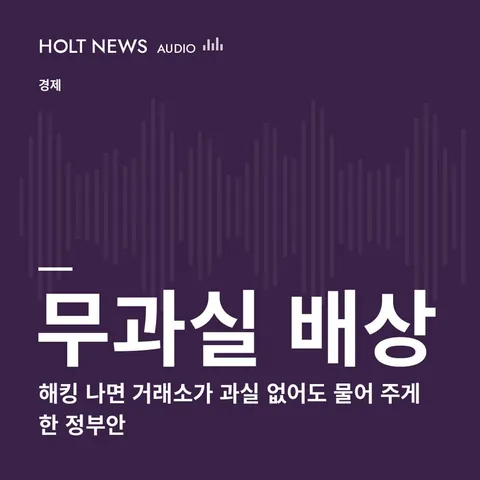 HOLT NEWS AUDIO
경제
무과실 배상
해킹 나면 거래소가 과실 없어도 물어 주게
한 정부안